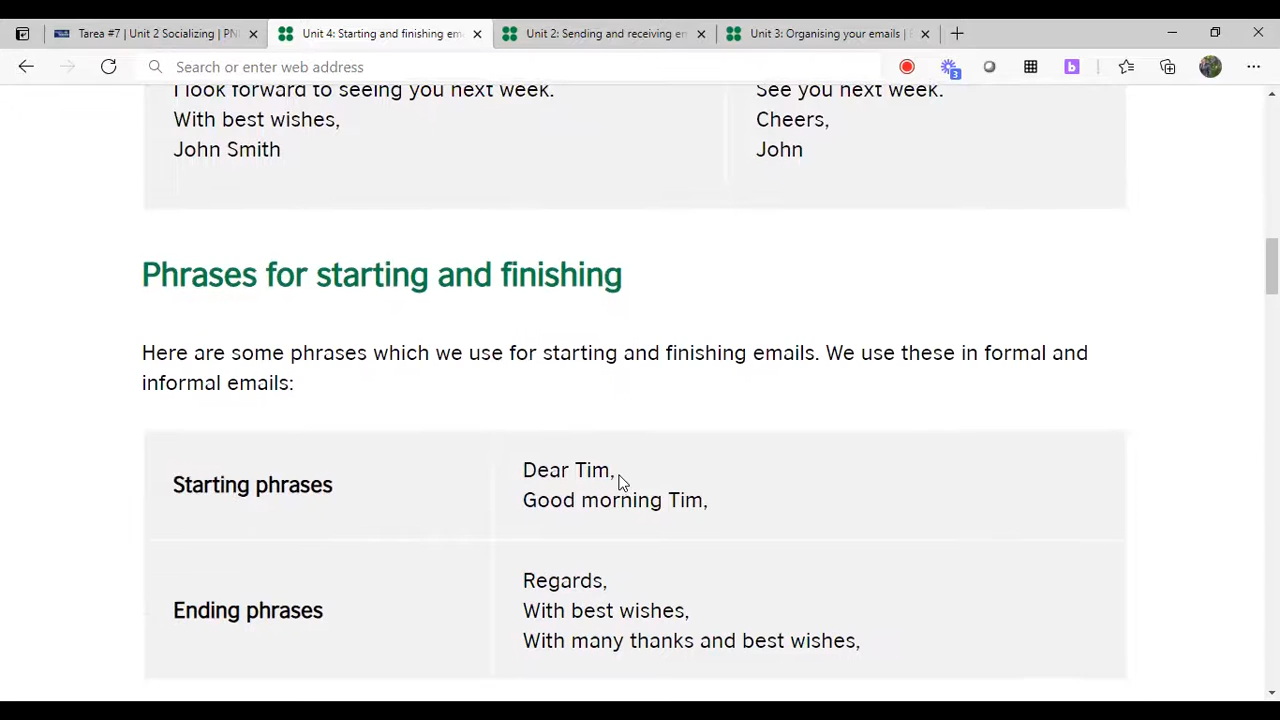 Tarea #7 | Unit 2 Socializing | PN
Unit 4: Starting and finishing em
Unit 2: Sending and receiving e
Unit 3: Organising your emails |
Search or enter web address
3
b
I look forward to seeing you next week.
With best wishes,
John Smith
See you next week.
Cheers,
John
Phrases for starting and finishing
Here are some phrases which we use for starting and finishing emails. We use these in formal and
informal emails:
Starting phrases
Dear Tim,
Good morning Tim,
Ending phrases
Regards,
With best wishes,
With many thanks and best wishes,